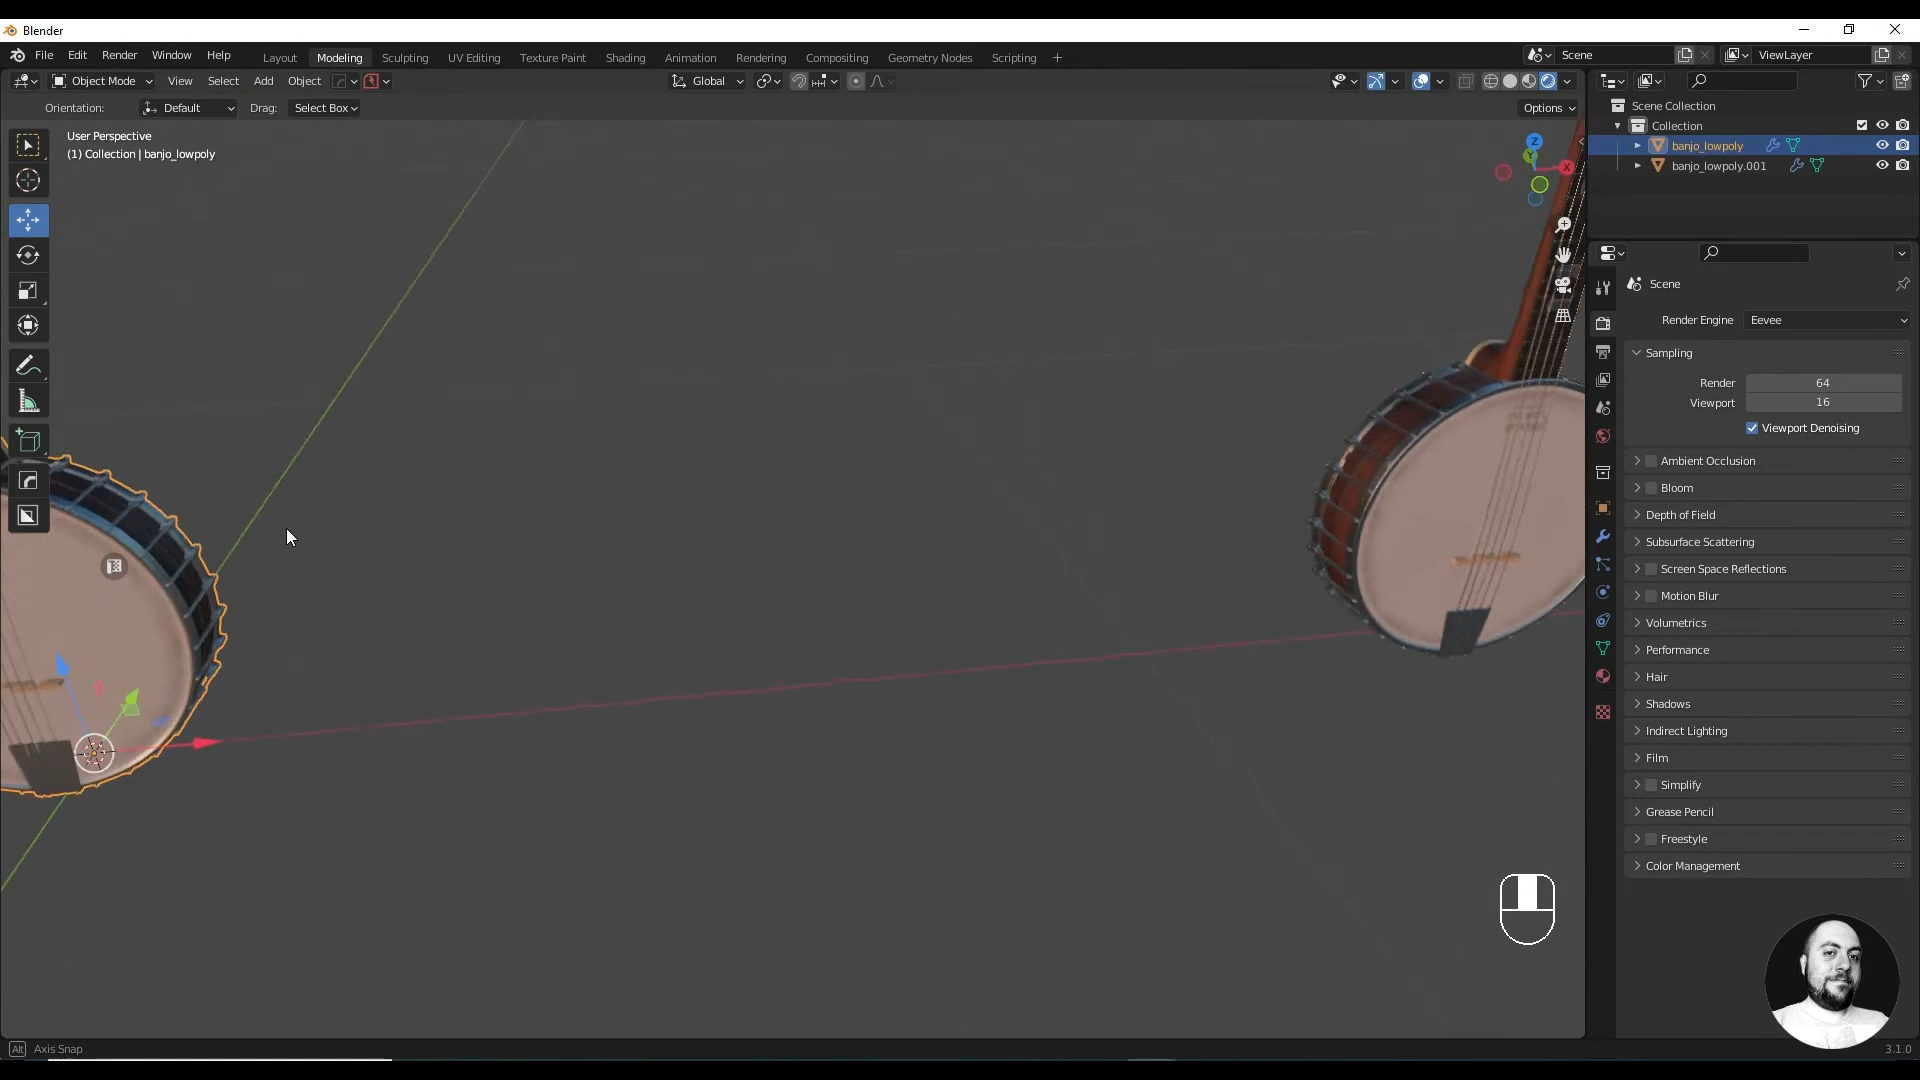 Blender
File Edit Render Window Help
Layout Modeling Sculpting UV Editing Texture Paint Shading Animation Rendering Compositing Geometry Nodes Scripting +
Scene
ViewLayer
Object Mode View Select Add Object
Global
Orientation: Default Drag: Select Box
Options
User Perspective
(1) Collection | banjo_lowpoly
Z
Y
X
Scene Collection
Collection
banjo_lowpoly
banjo_lowpoly.001
Scene
Render Engine Eevee
Sampling
Render 64
Viewport 16
Viewport Denoising
Ambient Occlusion
Bloom
Depth of Field
Subsurface Scattering
Screen Space Reflections
Motion Blur
Volumetrics
Performance
Hair
Shadows
Indirect Lighting
Film
Simplify
Grease Pencil
Freestyle
Color Management
Alt Axis Snap
3.1.0